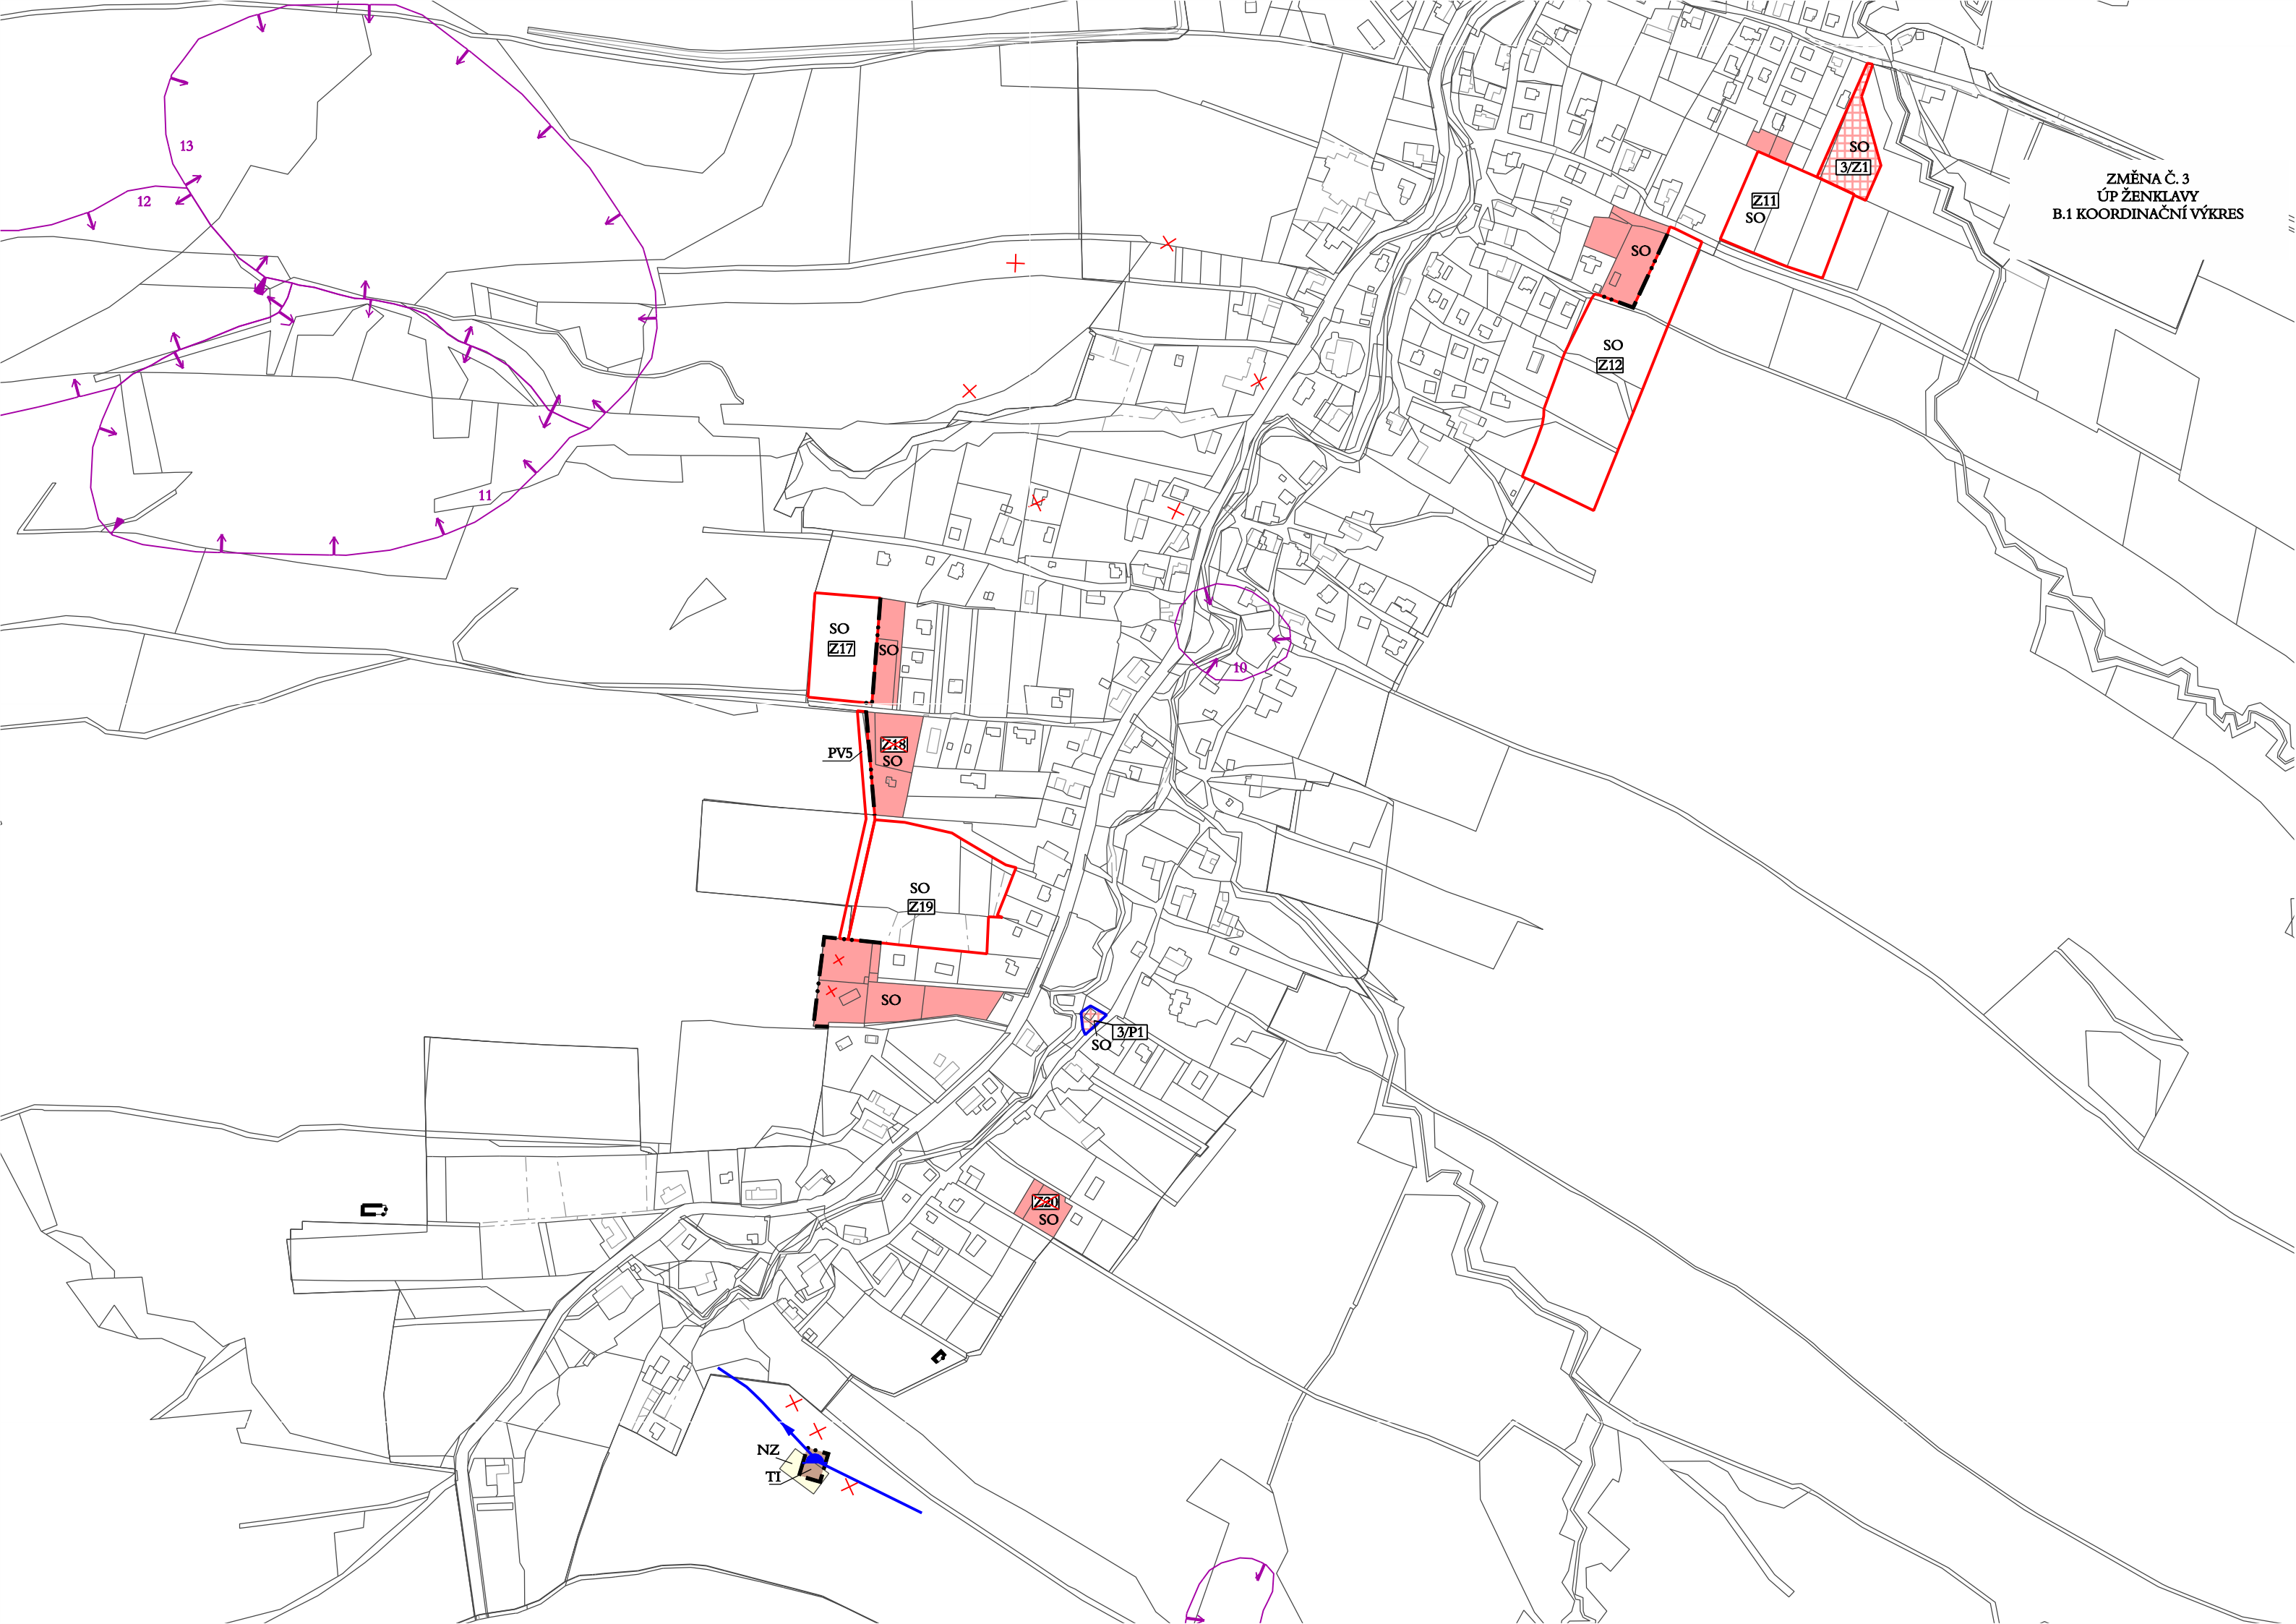 13
SO
3/Z1
ZMĚNA Č. 3
ÚP ŽENKLAVY
B.1 KOORDINAČNÍ VÝKRES
12
Z11
SO
SO
SO
Z12
11
SO
Z17
SO
10
Z18
PV5
SO
SO
Z19
SO
3/P1
SO
Z20
SO
NZ
TI